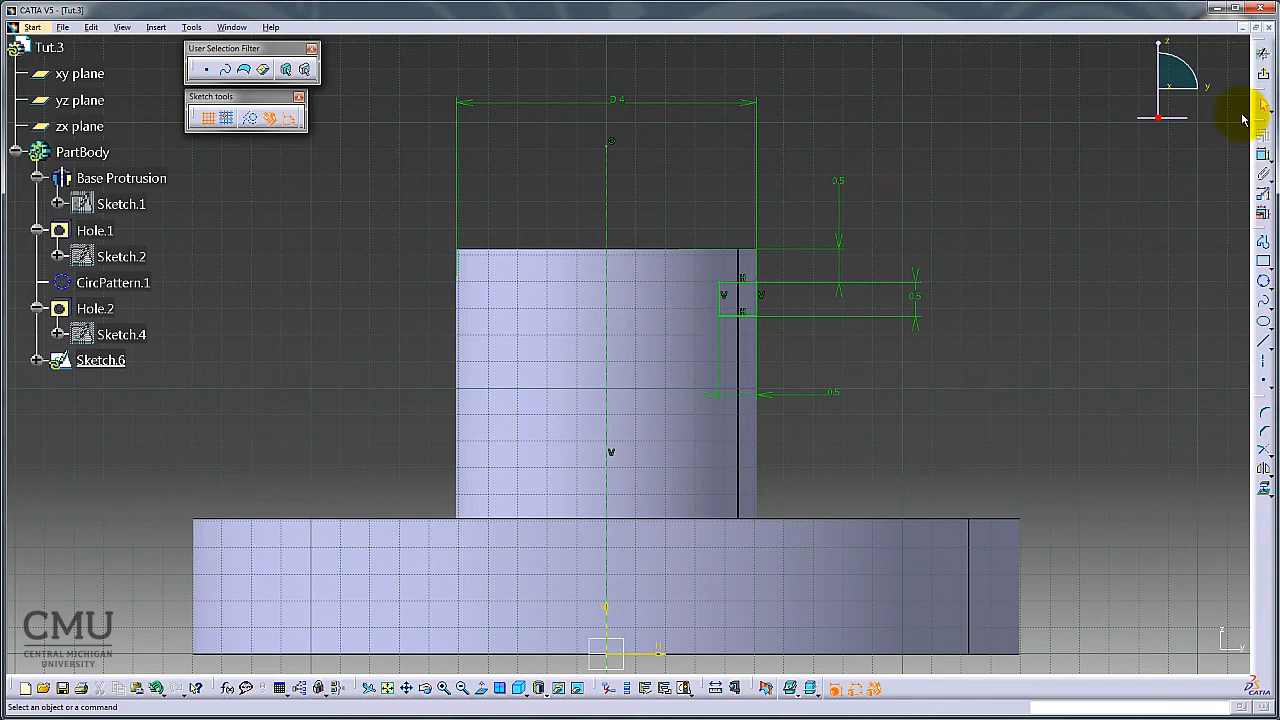 CATIA V5 - [Tut.3]
Start File Edit View Insert Tools Window Help
Tut.3
xy plane
yz plane
zx plane
PartBody
Base Protrusion
Sketch.1
Hole.1
Sketch.2
CircPattern.1
Hole.2
Sketch.4
Sketch.6
User Selection Filter
Sketch tools
D 4
0.5
0.5
0.5
H
V
V
H
V
V
H
z
x
y
z
y
CMU
CENTRAL MICHIGAN
UNIVERSITY
f(x)
CATIA
Select an object or a command